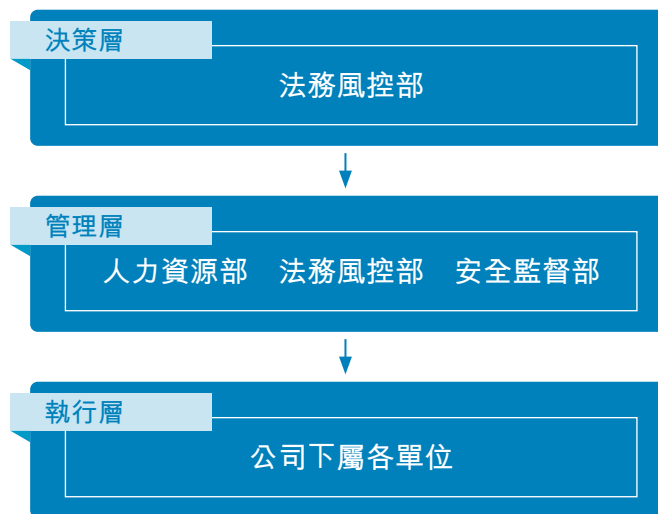 決策層
法務風控部
管理層
人力資源部 法務風控部 安全監督部
執行層
公司下屬各單位